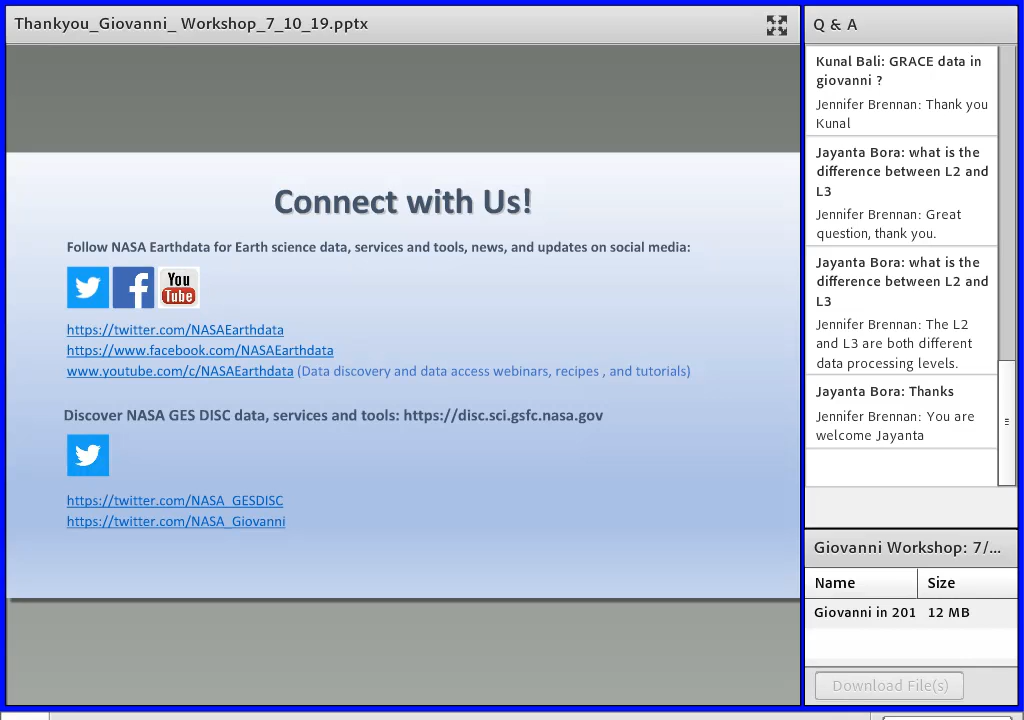 Thankyou_Giovanni_ Workshop_7_10_19.pptx
Connect with Us!
Follow NASA Earthdata for Earth science data, services and tools, news, and updates on social media:
You
Tube
https://twitter.com/NASAEarthdata
https://www.facebook.com/NASAEarthdata
www.youtube.com/c/NASAEarthdata (Data discovery and data access webinars, recipes , and tutorials)
Discover NASA GES DISC data, services and tools: https://disc.sci.gsfc.nasa.gov
https://twitter.com/NASA_GESDISC
https://twitter.com/NASA_Giovanni
Q & A
Kunal Bali: GRACE data in
giovanni ?
Jennifer Brennan: Thank you
Kunal
Jayanta Bora: what is the
difference between L2 and
L3
Jennifer Brennan: Great
question, thank you.
Jayanta Bora: what is the
difference between L2 and
L3
Jennifer Brennan: The L2
and L3 are both different
data processing levels.
Jayanta Bora: Thanks
Jennifer Brennan: You are
welcome Jayanta
Giovanni Workshop: 7/...
Name Size
Giovanni in 201 12 MB
Download File(s)